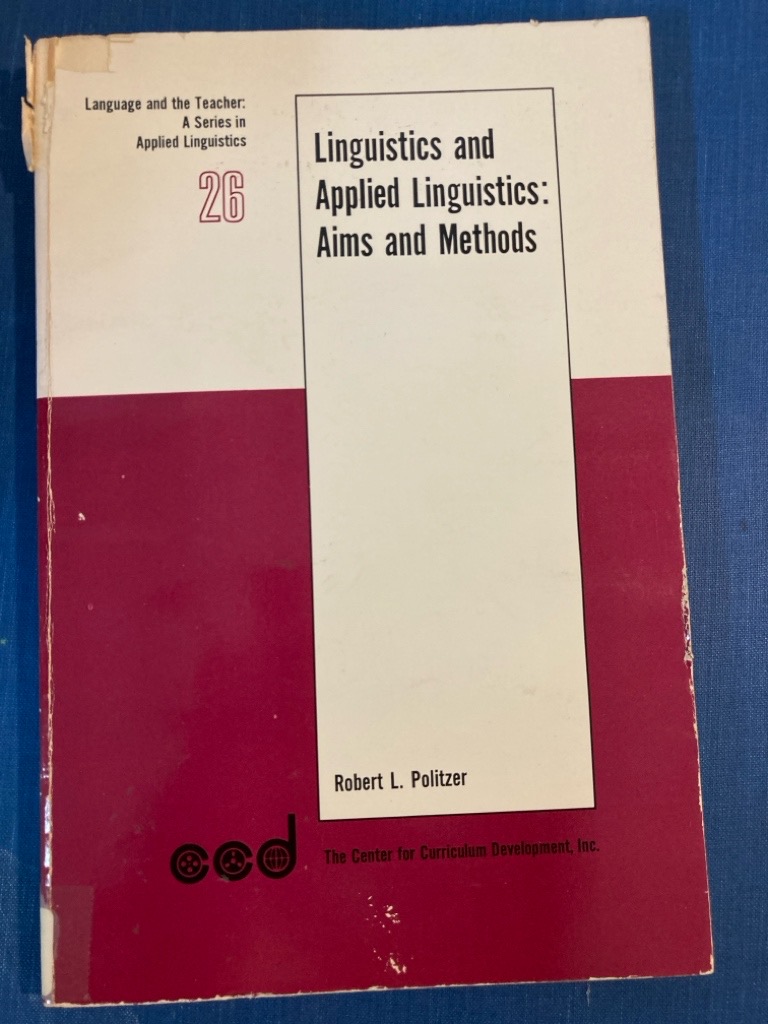 Language and the Teacher:
A Series in
Applied Linguistics
26
Linguistics and
Applied Linguistics:
Aims and Methods
Robert L. Politzer
ccd
The Center for Curriculum Development, Inc.